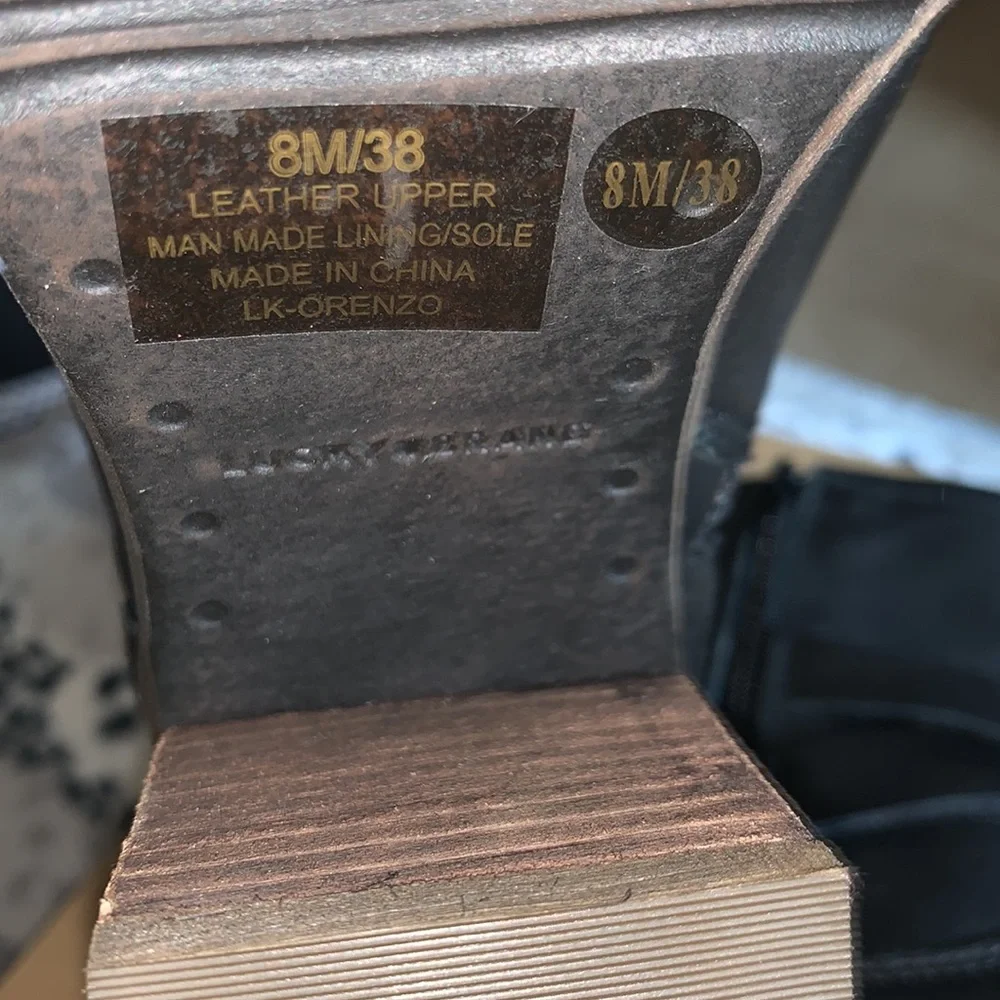 8M/38
LEATHER UPPER
MAN MADE LINING/SOLE
MADE IN CHINA
LK-ORENZO
8M/38